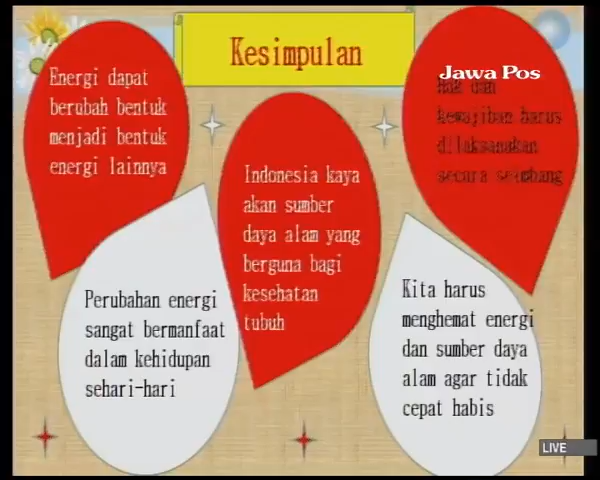 Kesimpulan
Energi dapat
berubah bentuk
menjadi bentuk
energi lainnya
Jawa Pos
Hak dan
kewajiban harus
dilaksanakan
secara seimbang
Indonesia kaya
akan sumber
daya alam yang
berguna bagi
kesehatan
tubuh
Perubahan energi
sangat bermanfaat
dalam kehidupan
sehari-hari
Kita harus
menghemat energi
dan sumber daya
alam agar tidak
cepat habis
LIVE